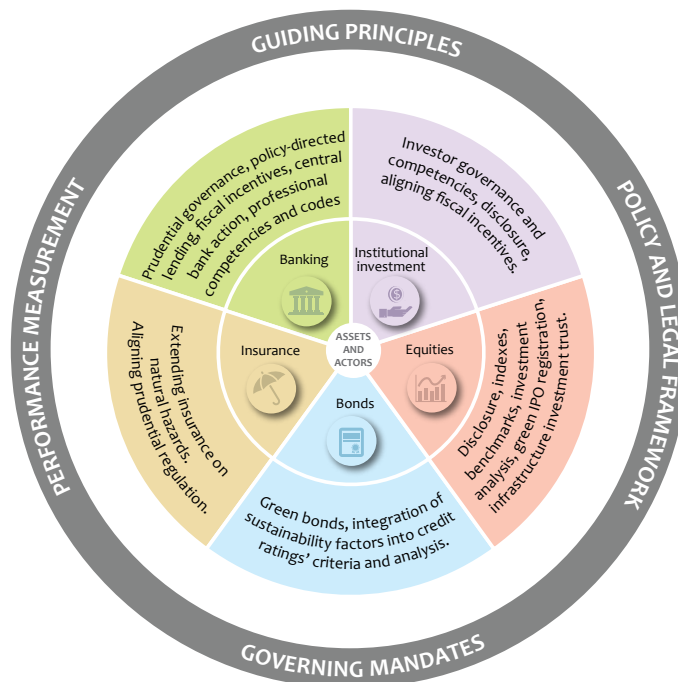 GUIDING PRINCIPLES
POLICY AND LEGAL FRAMEWORK
GOVERNING MANDATES
PERFORMANCE MEASUREMENT
Prudential governance, policy-directed
lending, fiscal incentives, central
bank action, professional
competencies and codes
Banking
Investor governance and
competencies, disclosure,
aligning fiscal incentives.
Institutional
investment
$
ASSETS
AND
ACTORS
Insurance
Extending insurance on
natural hazards.
Aligning prudential regulation.
Equities
Disclosure, indexes,
benchmarks, investment
analysis, green IPO registration,
infrastructure investment trust.
Bonds
Green bonds, integration of
sustainability factors into credit
ratings’ criteria and analysis.